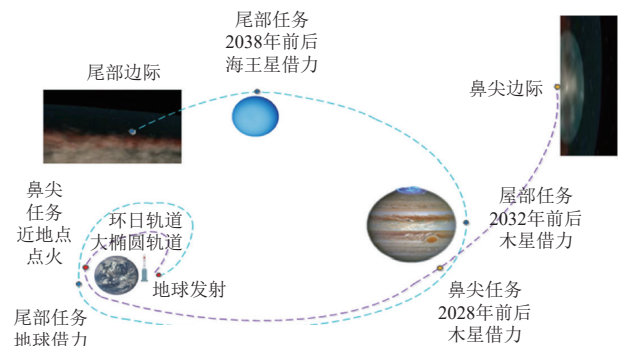 尾部任务
2038年前后
海王星借力
尾部边际
鼻尖边际
鼻尖
任务
近地点
点火
环日轨道
大椭圆轨道
地球发射
屋部任务
2032年前后
木星借力
鼻尖任务
2028年前后
木星借力
尾部任务
地球借力